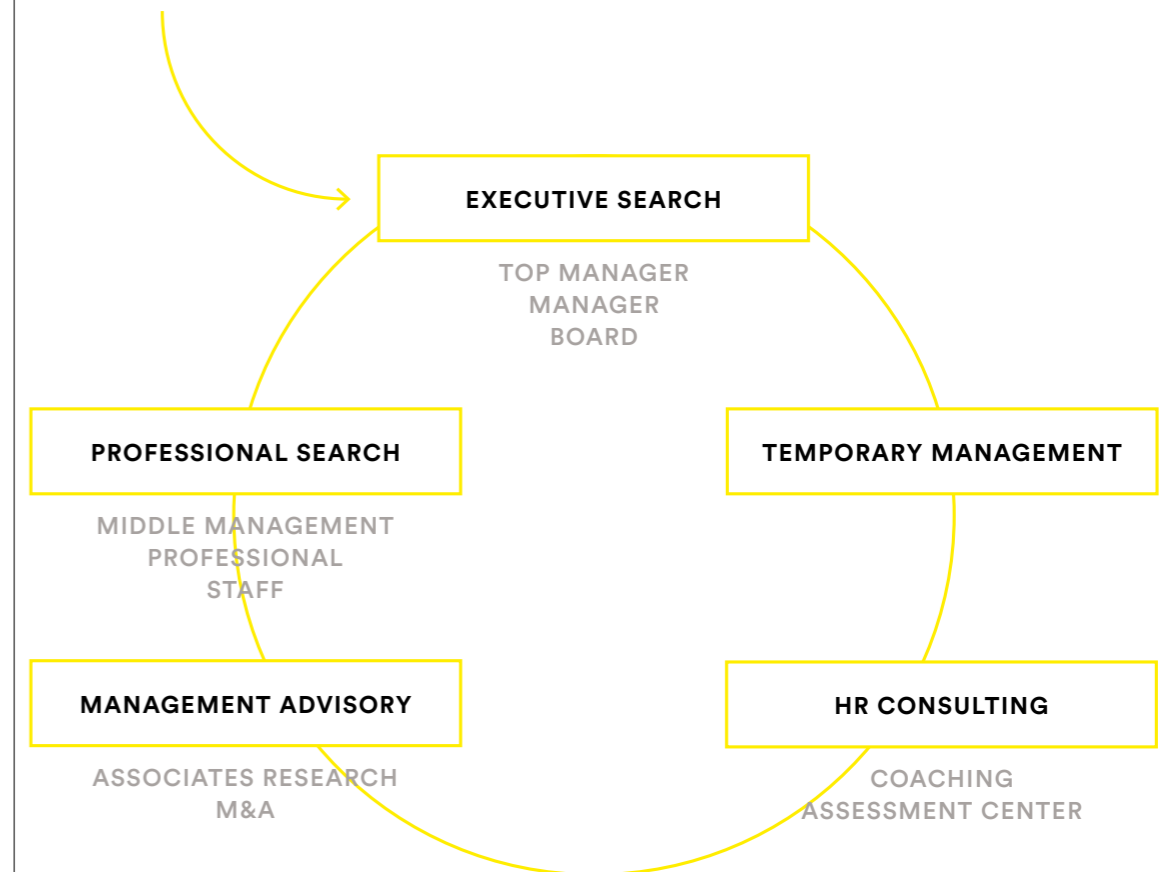 EXECUTIVE SEARCH
TOP MANAGER
MANAGER
BOARD
PROFESSIONAL SEARCH
MIDDLE MANAGEMENT
PROFESSIONAL
STAFF
TEMPORARY MANAGEMENT
MANAGEMENT ADVISORY
ASSOCIATES RESEARCH
M&A
HR CONSULTING
COACHING
ASSESSMENT CENTER